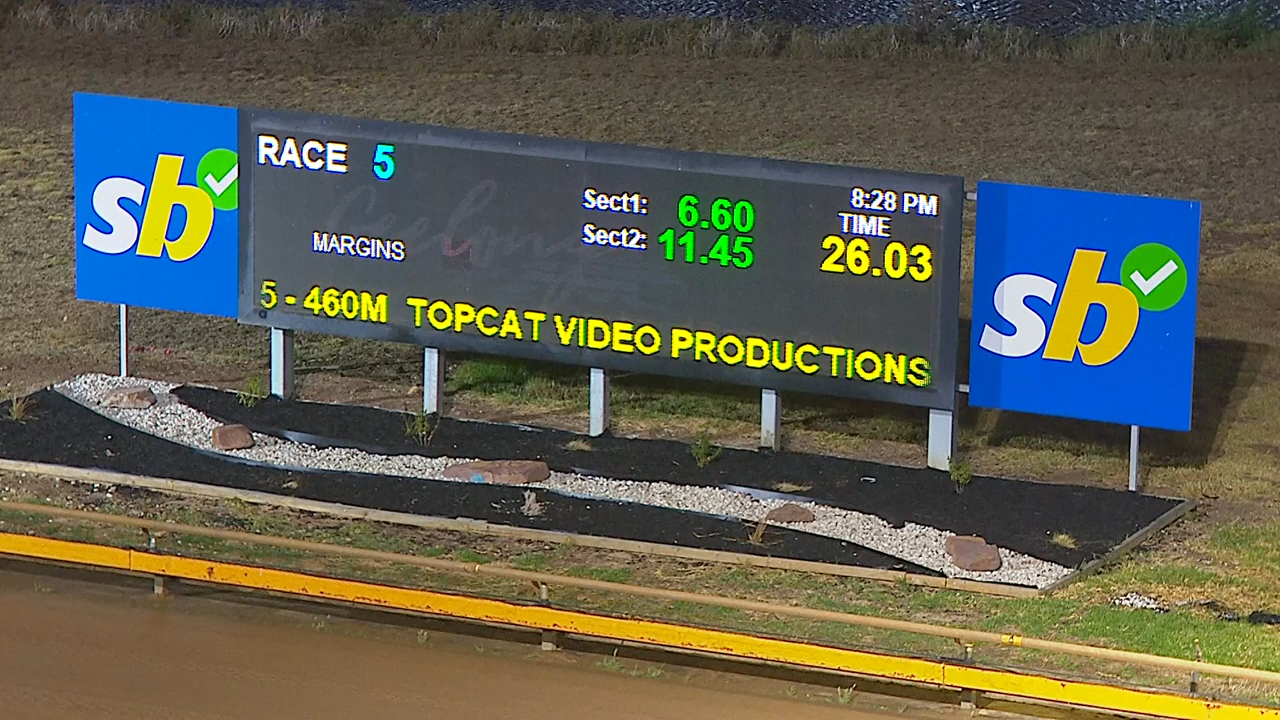 sb
RACE 5
Sect1: 6.60
Sect2: 11.45
8:28 PM
TIME
26.03
MARGINS
5 - 460M TOPCAT VIDEO PRODUCTIONS
sb